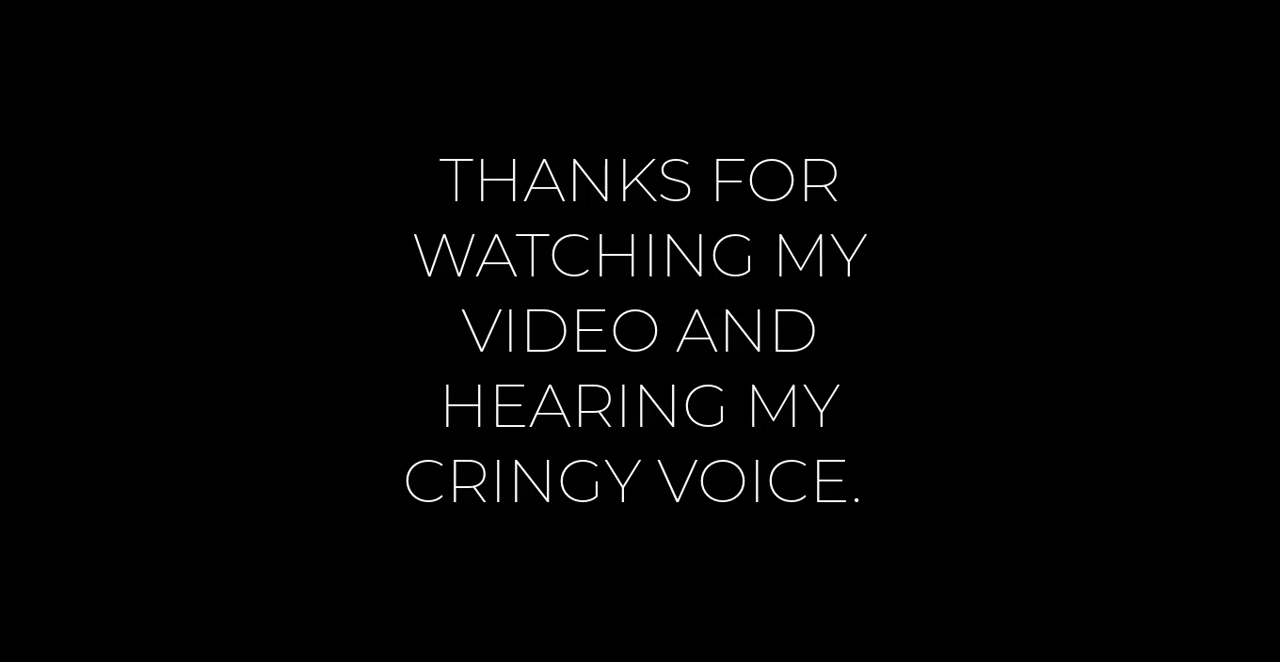 THANKS FOR
WATCHING MY
VIDEO AND
HEARING MY
CRINGY VOICE.